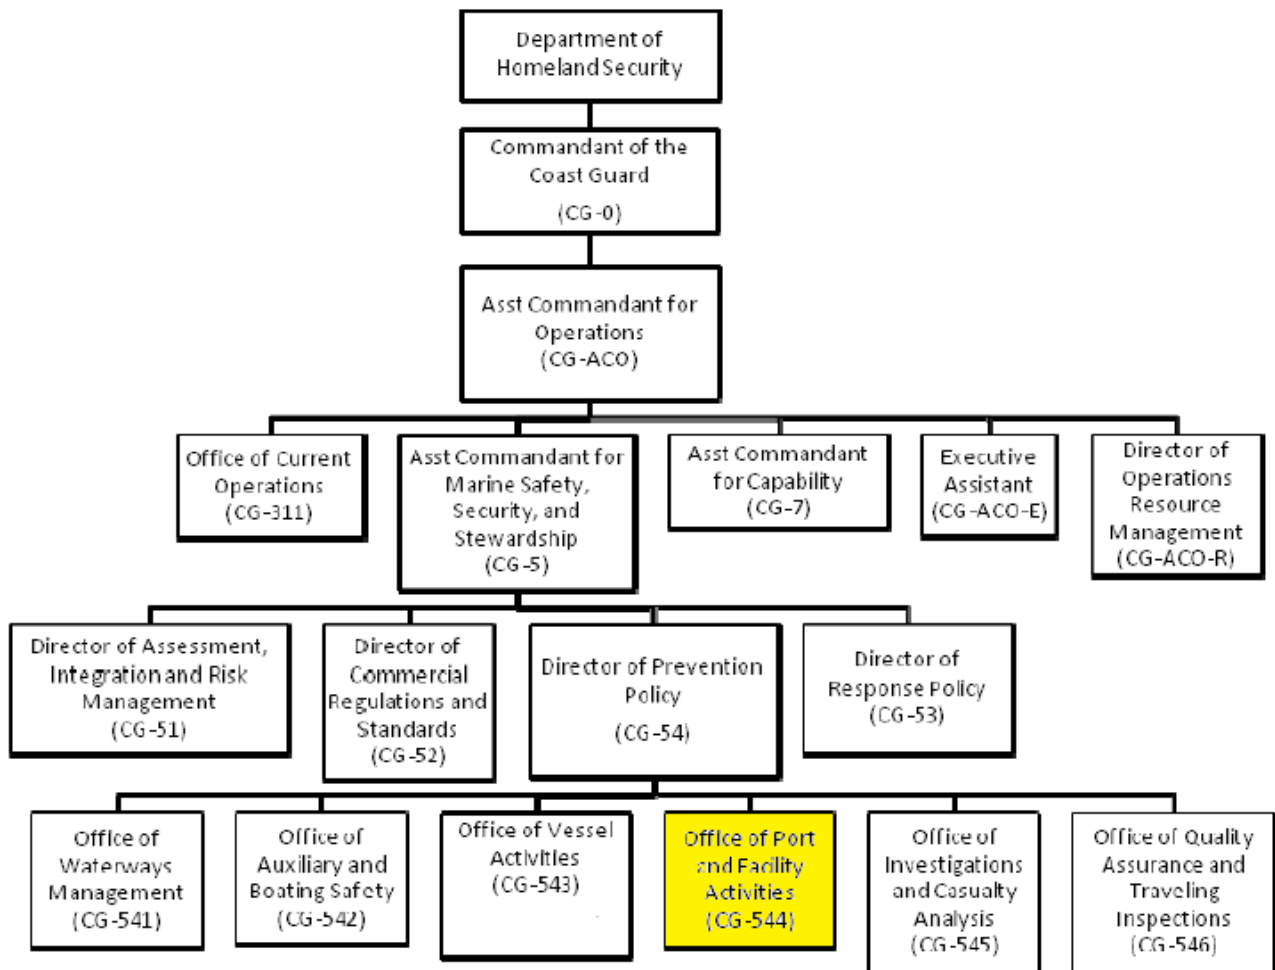 Department of
Homeland Security
Commandant of the
Coast Guard
(CG-0)
Asst Commandant for
Operations
(CG-ACO)
Office of Current
Operations
(CG-311)
Asst Commandant for
Marine Safety,
Security, and
Stewardship
(CG-5)
Asst Commandant
for Capability
(CG-7)
Executive
Assistant
(CG-ACO-E)
Director of
Operations
Resource
Management
(CG-ACO-R)
Director of Assessment,
Integration and Risk
Management
(CG-51)
Director of
Commercial
Regulations and
Standards
(CG-52)
Director of Prevention
Policy
(CG-54)
Director of
Response Policy
(CG-53)
Office of
Waterways
Management
(CG-541)
Office of
Auxiliary and
Boating Safety
(CG-542)
Office of Vessel
Activities
(CG-543)
Office of Port
and Facility
Activities
(CG-544)
Office of
Investigations
and Casualty
Analysis
(CG-545)
Office of Quality
Assurance and
Traveling
Inspections
(CG-546)